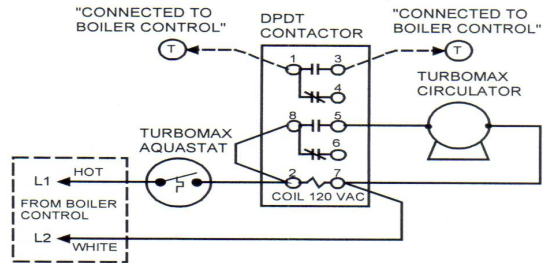 "CONNECTED TO
BOILER CONTROL"
T
DPDT
CONTACTOR
"CONNECTED TO
BOILER CONTROL"
T
1 3
4
8 5
6
2 7
COIL 120 VAC
TURBOMAX
CIRCULATOR
TURBOMAX
AQUASTAT
L1 HOT
FROM BOILER
CONTROL
L2 WHITE